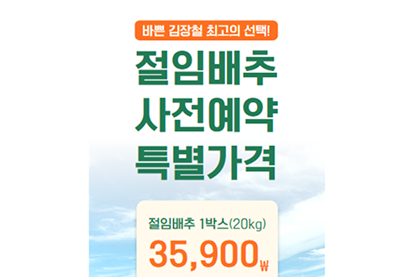 바쁜 김장철 최고의 선택!
절임배추
사전예약
특별가격
절임배추 1박스(20kg)
35,900₩